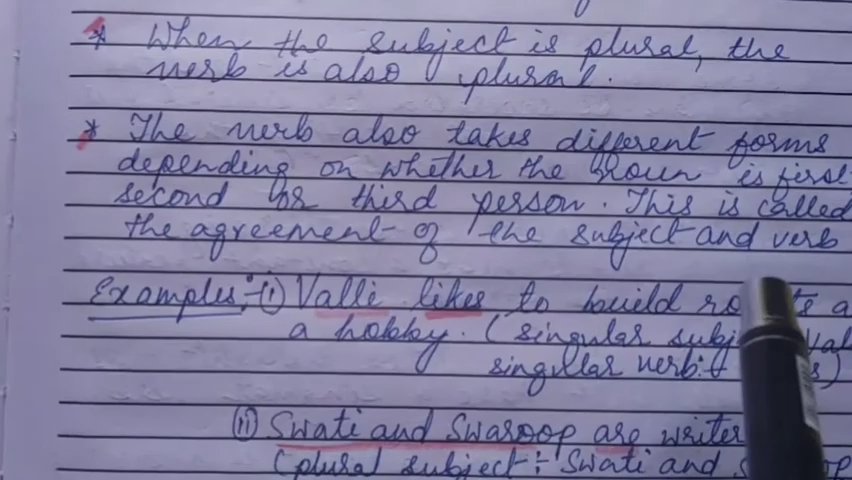 * When the subject is plural, the
verb is also plural.
* The verb also takes different forms
depending on whether the noun is first
second or third person. This is called
the agreement of the subject and verb
Examples:- (i) Valli likes to build
a hobby. (singular
singular verb:-
(ii) Swati and Swaroop are
(plural subject:- Swati and